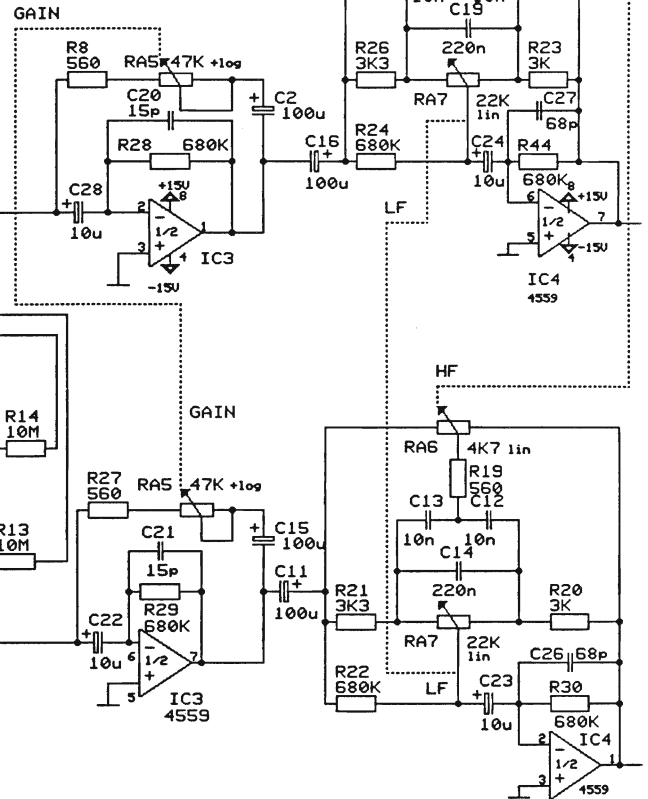 GAIN
C19
R8
560
RA5 47K +log
R26
3K3
220n
R23
3K
C20
15p
C2
100u
RA7
22K
lin
C27
68p
R28 680K
C16
+
100u
R24
680K
C24
+
10u
R44
680K
C28
+
10u
+15V
8
2
-
1/2
+
3
1
4
-15V
IC3
LF
6
-
1/2
+
5
8
+15V
7
-15V
4
IC4
4559
HF
GAIN
R14
10M
RA6
4K7 lin
R19
560
R27
560
RA5 47K +log
C13
10n
C12
10n
R13
10M
C21
15p
C15
100u
C14
220n
C11
+
100u
R21
3K3
R20
3K
R29
680K
RA7
22K
lin
C22
+
10u
6
-
1/2
+
5
7
IC3
4559
R22
680K
LF
C23
+
10u
C26 68p
R30
680K
2
-
1/2
+
3
1
IC4
4559